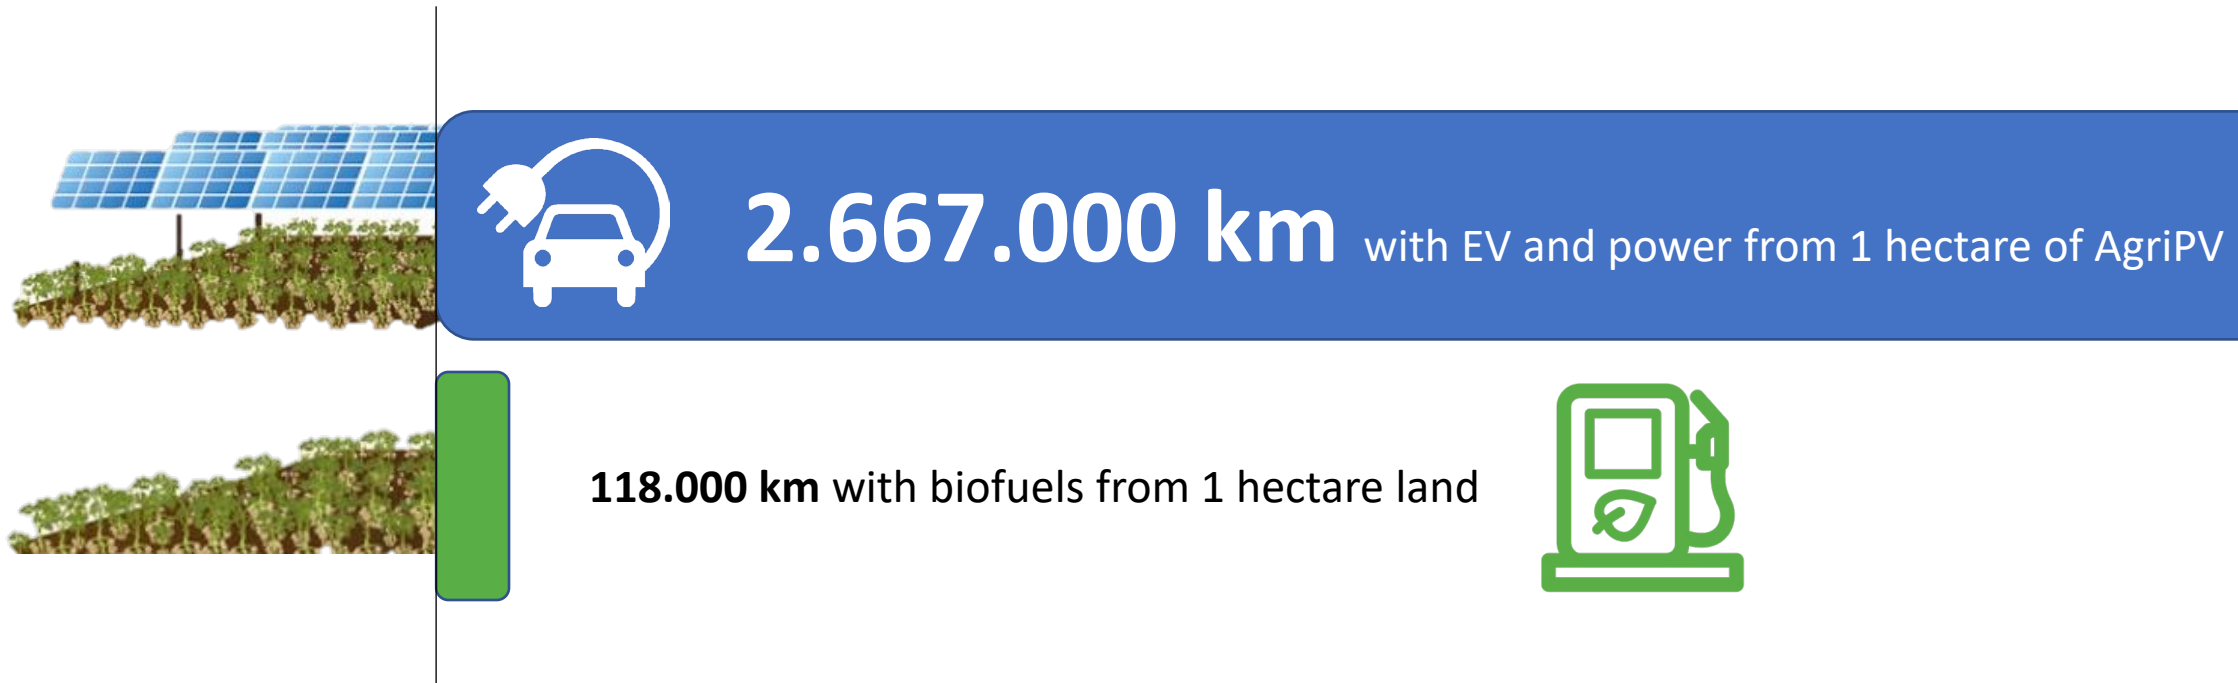 2.667.000 km with EV and power from 1 hectare of AgriPV
118.000 km with biofuels from 1 hectare land